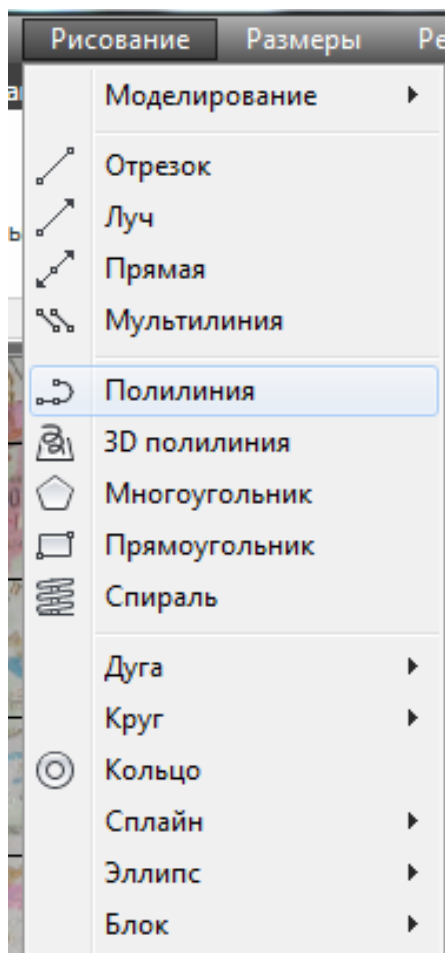 Рисование Размеры
Моделирование
Отрезок
Луч
Прямая
Мультилиния
Полилиния
3D полилиния
Многоугольник
Прямоугольник
Спираль
Дуга
Круг
Кольцо
Сплайн
Эллипс
Блок